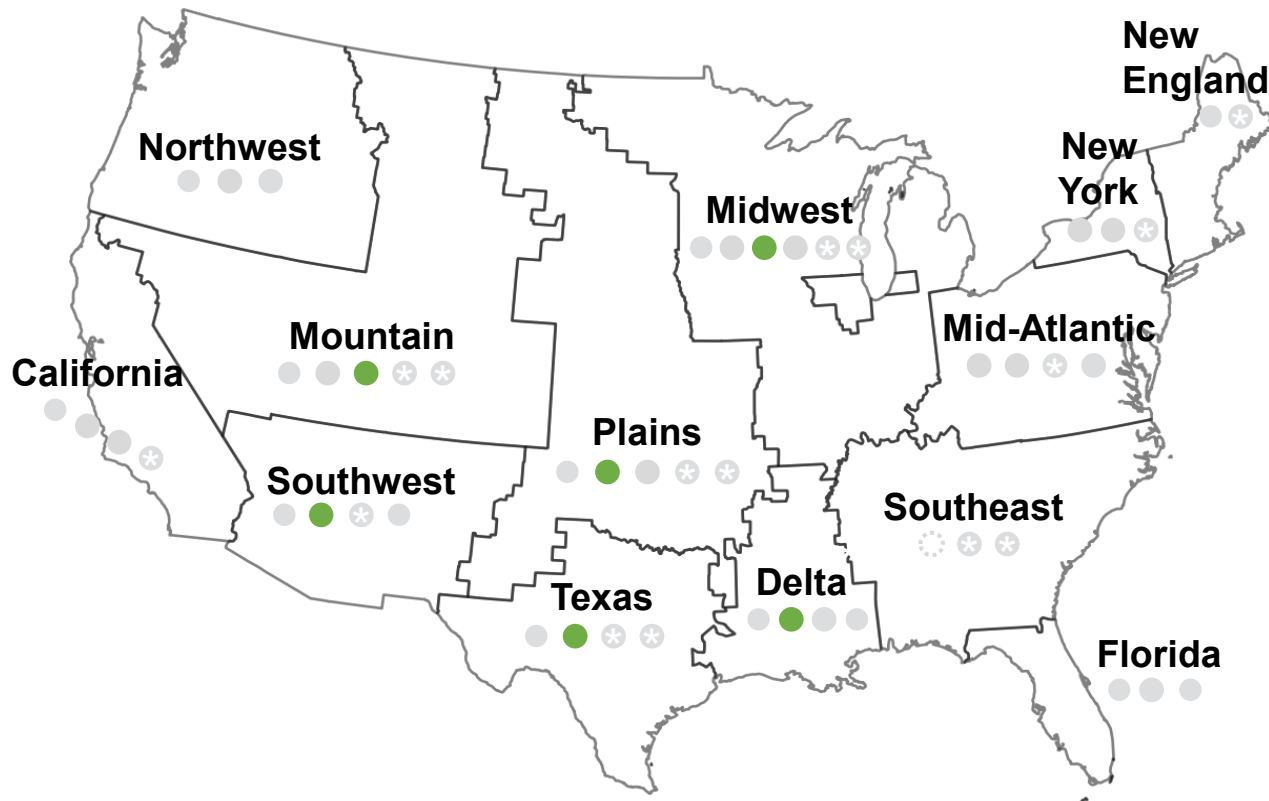 New
England
Northwest
New
York
Midwest
Mountain
Mid-Atlantic
California
Plains
Southwest
Southeast
Texas
Delta
Florida